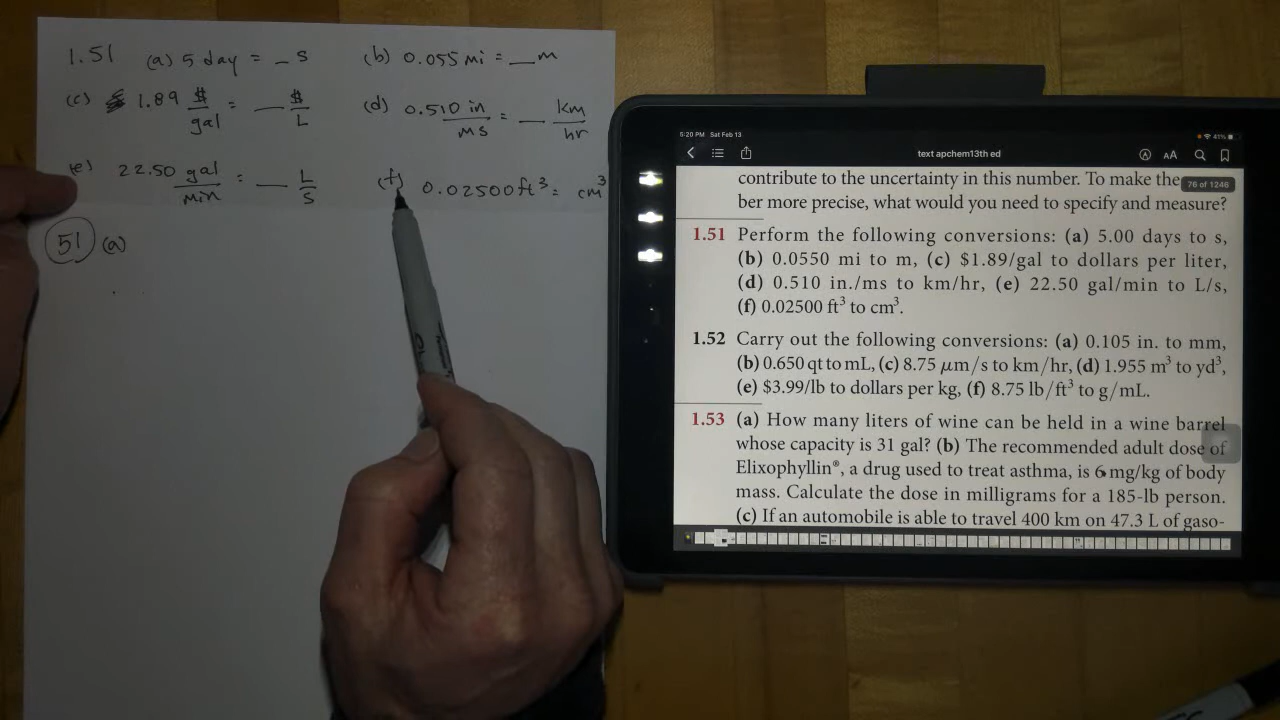 1.51 (a) 5 day = _ s (b) 0.055 mi = __ m
(c) 1.89 $/gal = __ $/L (d) 0.510 in/ms = __ km/hr
(e) 22.50 gal/min = __ L/s (f) 0.02500 ft³ = cm³
51 (a)
5:20 PM Sat Feb 13 41%
text apchem13th ed
AA
contribute to the uncertainty in this number. To make the
76 of 1246
ber more precise, what would you need to specify and measure?
1.51 Perform the following conversions: (a) 5.00 days to s,
(b) 0.0550 mi to m, (c) $1.89/gal to dollars per liter,
(d) 0.510 in./ms to km/hr, (e) 22.50 gal/min to L/s,
(f) 0.02500 ft³ to cm³.
1.52 Carry out the following conversions: (a) 0.105 in. to mm,
(b) 0.650 qt to mL, (c) 8.75 μm/s to km/hr, (d) 1.955 m³ to yd³,
(e) $3.99/lb to dollars per kg, (f) 8.75 lb/ft³ to g/mL.
1.53 (a) How many liters of wine can be held in a wine barrel
whose capacity is 31 gal? (b) The recommended adult dose of
Elixophyllin®, a drug used to treat asthma, is 6 mg/kg of body
mass. Calculate the dose in milligrams for a 185-lb person.
(c) If an automobile is able to travel 400 km on 47.3 L of gaso-